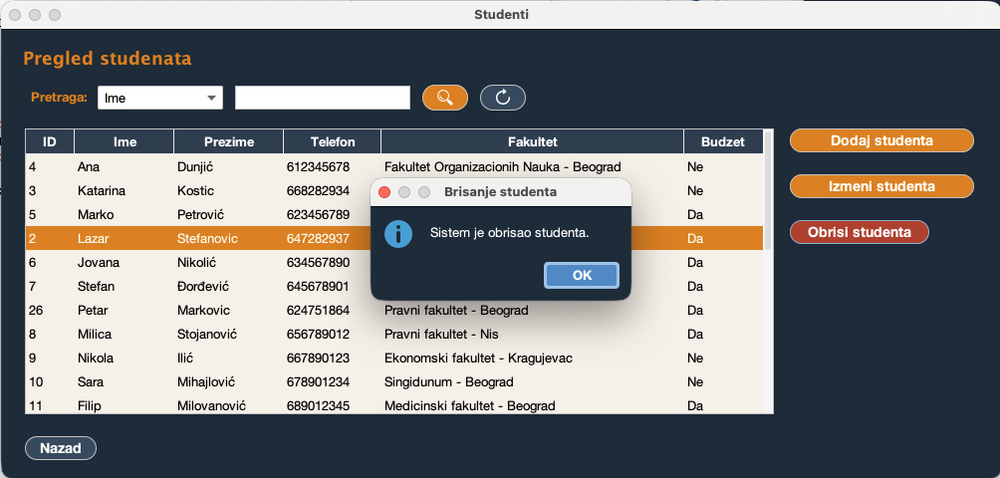 Studenti
Pregled studenata
Pretraga: Ime
ID Ime Prezime Telefon Fakultet Budzet
4 Ana Dunjić 612345678 Fakultet Organizacionih Nauka - Beograd Ne
3 Katarina Kostic 668282934 Ne
5 Marko Petrović 623456789 Da
2 Lazar Stefanovic 647282937 Da
6 Jovana Nikolić 634567890 Da
7 Stefan Đorđević 645678901 Da
26 Petar Markovic 624751864 Pravni fakultet - Beograd Da
8 Milica Stojanović 656789012 Pravni fakultet - Nis Da
9 Nikola Ilić 667890123 Ekonomski fakultet - Kragujevac Ne
10 Sara Mihajlović 678901234 Singidunum - Beograd Ne
11 Filip Milovanović 689012345 Medicinski fakultet - Beograd Da
Dodaj studenta
Izmeni studenta
Obrisi studenta
Brisanje studenta
Sistem je obrisao studenta.
OK
Nazad